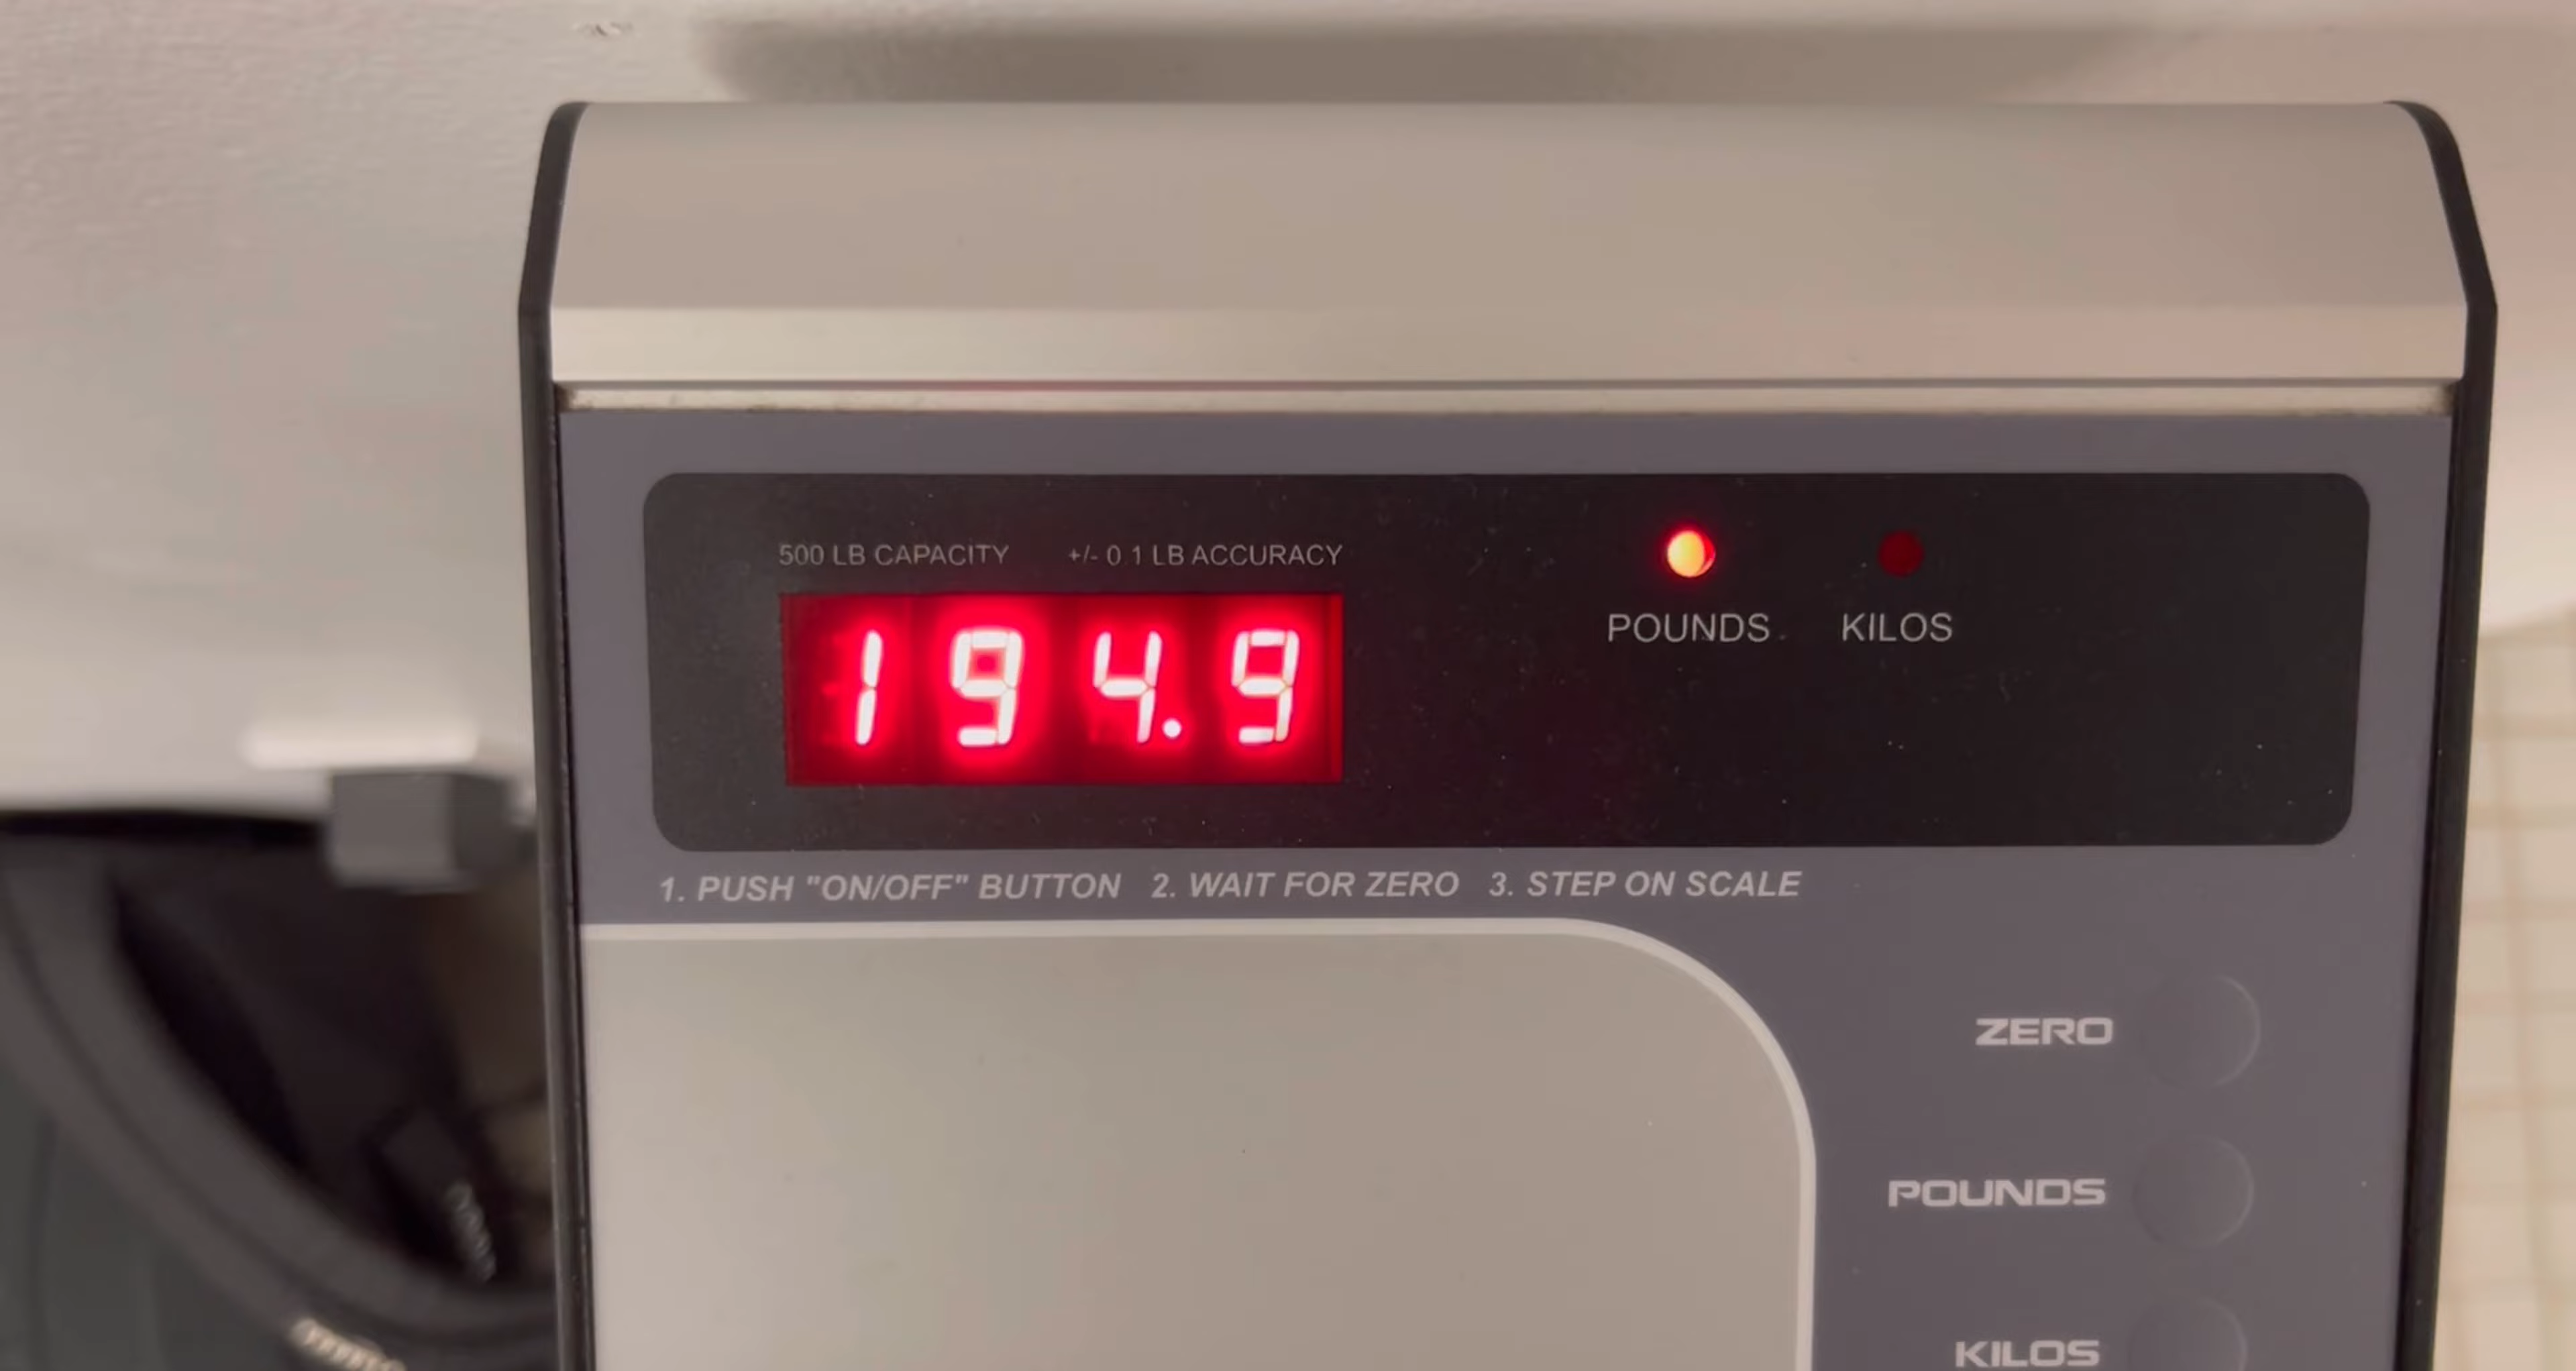 500 LB CAPACITY +/- 0.1 LB ACCURACY
194.9
POUNDS KILOS
1. PUSH "ON/OFF" BUTTON 2. WAIT FOR ZERO 3. STEP ON SCALE
ZERO
POUNDS
KILOS